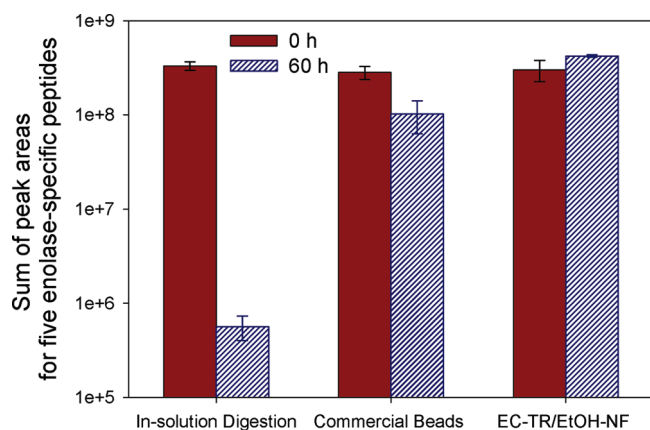 Sum of peak areas
for five enolase-specific peptides
1e+9
1e+8
1e+7
1e+6
1e+5
0 h
60 h
In-solution Digestion
Commercial Beads
EC-TR/EtOH-NF